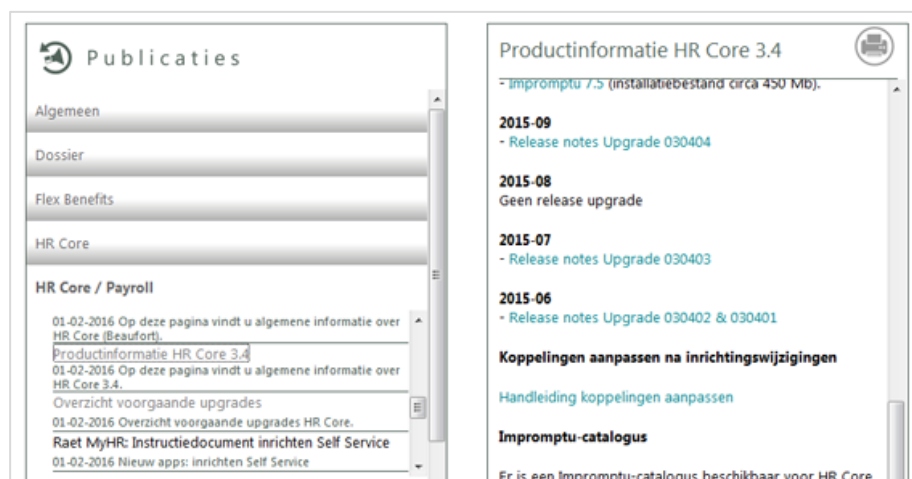 Publicaties
Algemeen
Dossier
Flex Benefits
HR Core
HR Core / Payroll
01-02-2016 Op deze pagina vindt u algemene informatie over
HR Core (Beaufort).
Productinformatie HR Core 3.4
01-02-2016 Op deze pagina vindt u algemene informatie over
HR Core 3.4.
Overzicht voorgaande upgrades
01-02-2016 Overzicht voorgaande upgrades HR Core.
Raet MyHR: Instructiedocument inrichten Self Service
01-02-2016 Nieuw apps: inrichten Self Service
Productinformatie HR Core 3.4
- Impromptu 7.5 (installatiebestand circa 450 Mb).
2015-09
- Release notes Upgrade 030404
2015-08
Geen release upgrade
2015-07
- Release notes Upgrade 030403
2015-06
- Release notes Upgrade 030402 & 030401
Koppelingen aanpassen na inrichtingswijzigingen
Handleiding koppelingen aanpassen
Impromptu-catalogus
Er is een Impromptu-catalogus beschikbaar voor HR Core